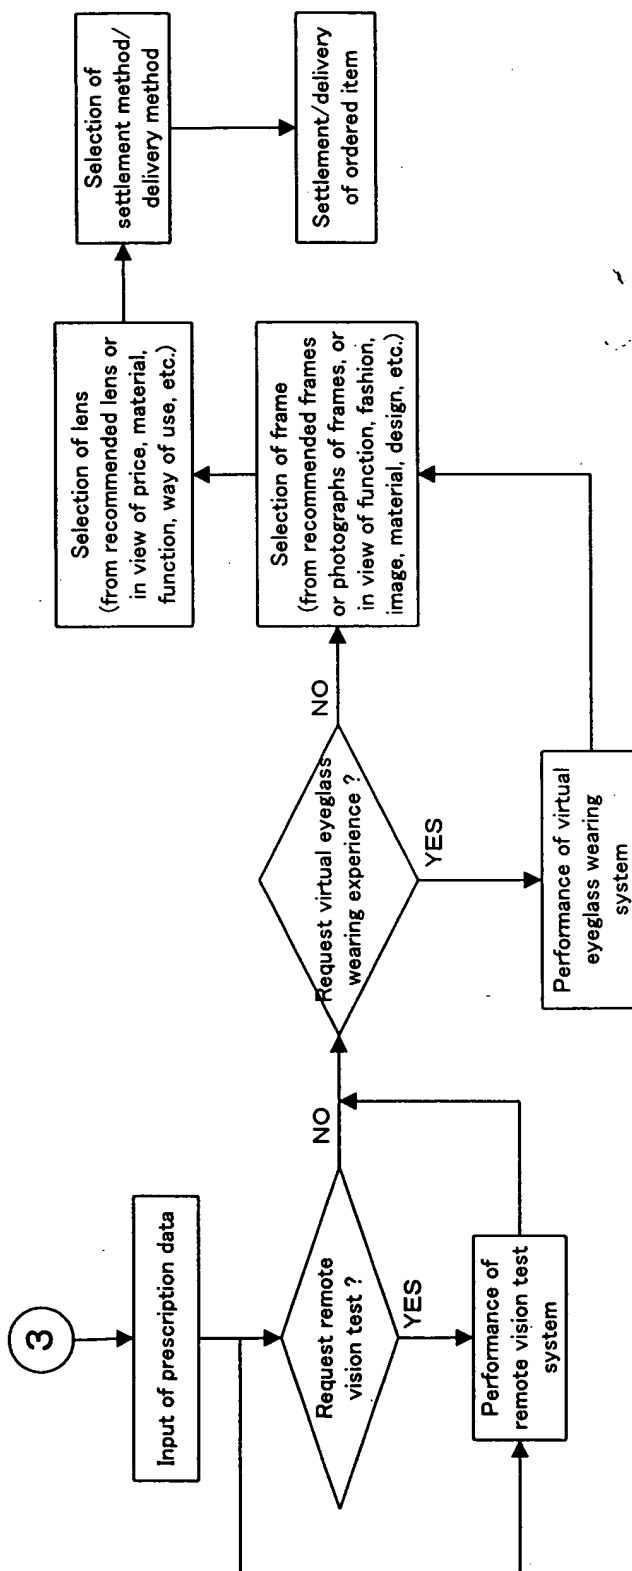 3
Input of prescription data
Request remote
vision test ?
NO
YES
Performance of
remote vision test
system
Request virtual eyeglass
wearing experience ?
NO
YES
Performance of virtual
eyeglass wearing
system
Selection of frame
(from recommended frames
or photographs of frames, or
in view of function, fashion,
image, material, design, etc.)
Selection of lens
(from recommended lens or
in view of price, material,
function, way of use, etc.)
Selection of
settlement method/
delivery method
Settlement/delivery
of ordered item